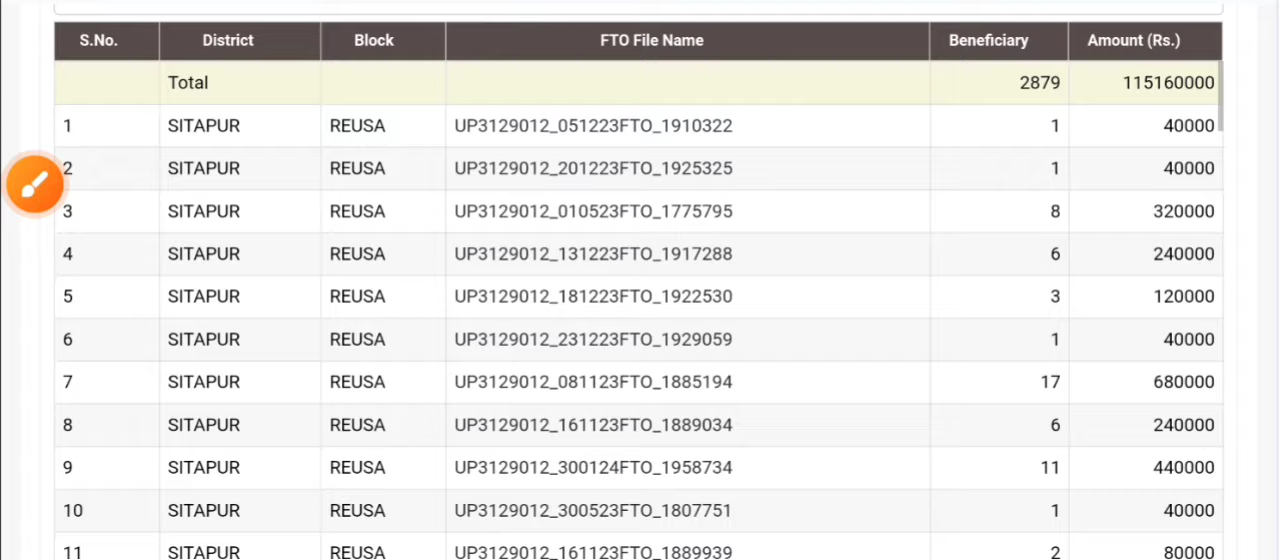 S.No. District Block FTO File Name Beneficiary Amount (Rs.)
Total 2879 115160000
1 SITAPUR REUSA UP3129012_051223FTO_1910322 1 40000
2 SITAPUR REUSA UP3129012_201223FTO_1925325 1 40000
3 SITAPUR REUSA UP3129012_010523FTO_1775795 8 320000
4 SITAPUR REUSA UP3129012_131223FTO_1917288 6 240000
5 SITAPUR REUSA UP3129012_181223FTO_1922530 3 120000
6 SITAPUR REUSA UP3129012_231223FTO_1929059 1 40000
7 SITAPUR REUSA UP3129012_081123FTO_1885194 17 680000
8 SITAPUR REUSA UP3129012_161123FTO_1889034 6 240000
9 SITAPUR REUSA UP3129012_300124FTO_1958734 11 440000
10 SITAPUR REUSA UP3129012_300523FTO_1807751 1 40000
11 SITAPUR REUSA UP3129012_161123FTO_1889939 2 80000